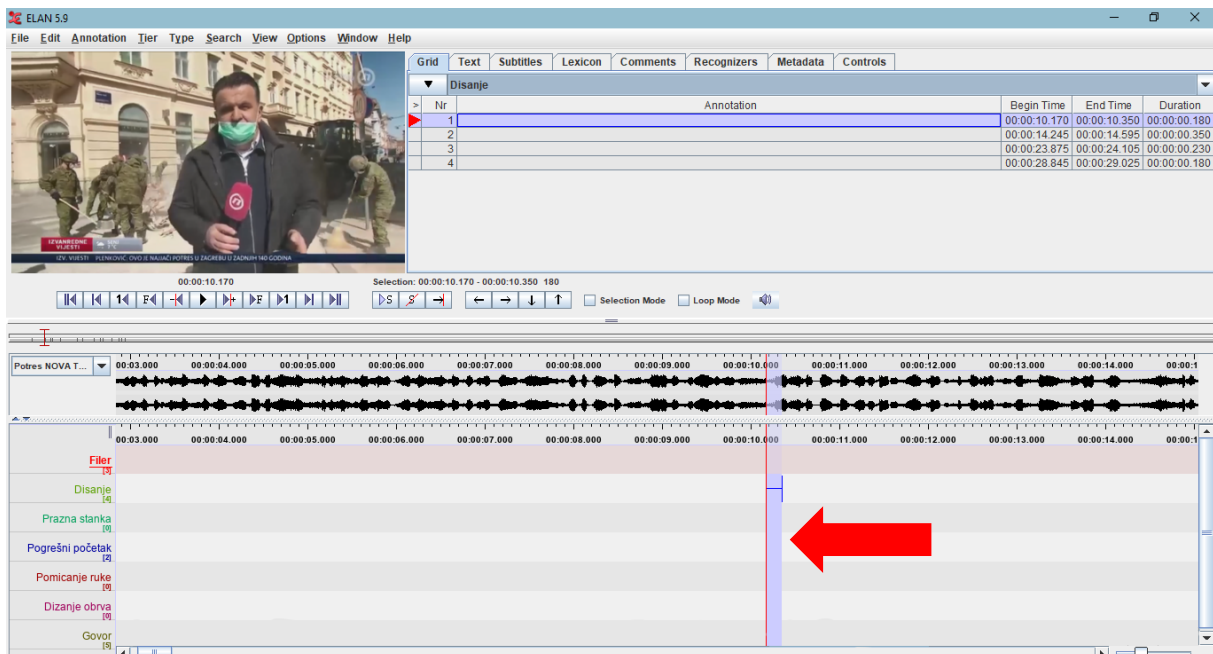 ELAN 5.9
File Edit Annotation Tier Type Search View Options Window Help
Grid Text Subtitles Lexicon Comments Recognizers Metadata Controls
Disanje
> Nr Annotation Begin Time End Time Duration
1 00:00:10.170 00:00:10.350 00:00:00.180
2 00:00:14.245 00:00:14.595 00:00:00.350
3 00:00:23.875 00:00:24.105 00:00:00.230
4 00:00:28.845 00:00:29.025 00:00:00.180
IZVANREDNE
VIJESTI
IZV. VIJESTI PLENKOVIĆ: OVO JE NAJJAČI POTRES U ZAGREBU U ZADNJIH 140 GODINA
00:00:10.170 Selection: 00:00:10.170 - 00:00:10.350 180
1 F + F 1 S S Selection Mode Loop Mode
Potres NOVA T... 00:03.000 00:00:04.000 00:00:05.000 00:00:06.000 00:00:07.000 00:00:08.000 00:00:09.000 00:00:10.000 00:00:11.000 00:00:12.000 00:00:13.000 00:00:14.000 00:00:1
00:03.000 00:00:04.000 00:00:05.000 00:00:06.000 00:00:07.000 00:00:08.000 00:00:09.000 00:00:10.000 00:00:11.000 00:00:12.000 00:00:13.000 00:00:14.000 00:00:1
Filer
[3]
Disanje
[4]
Prazna stanka
[0]
Pogrešni početak
[2]
Pomicanje ruke
[0]
Dizanje obrva
[0]
Govor
[5]